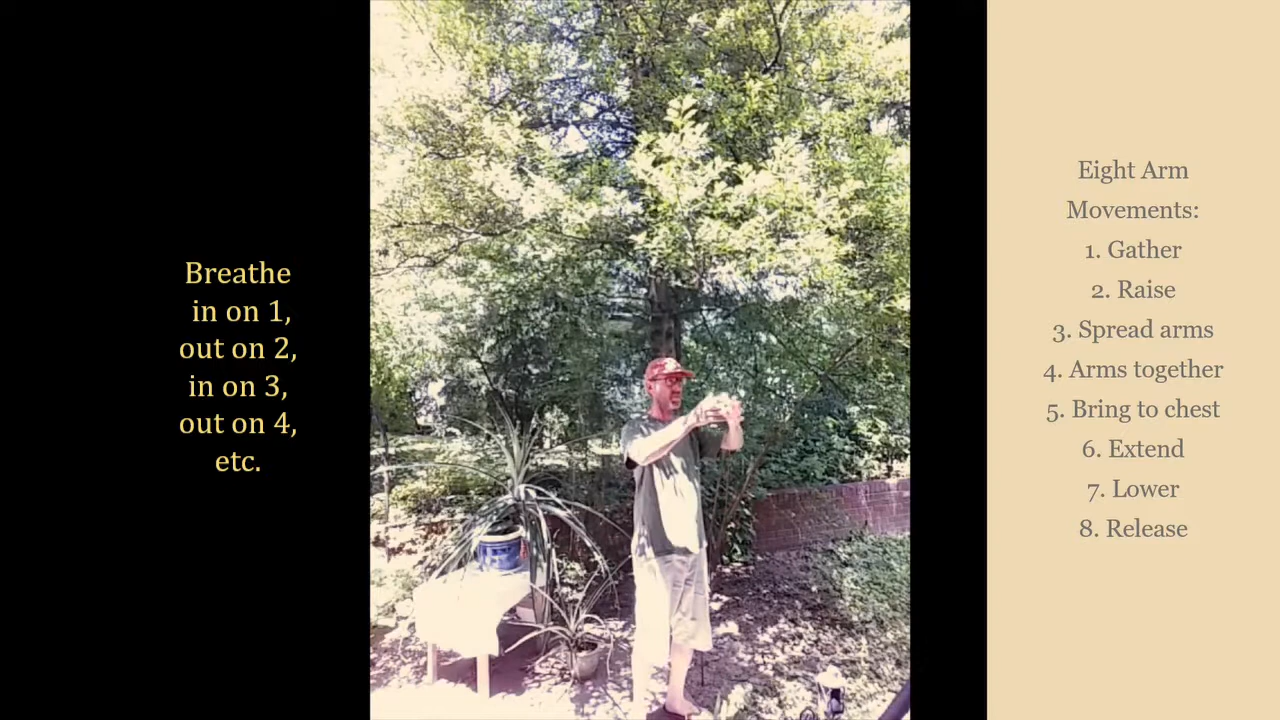 Breathe
in on 1,
out on 2,
in on 3,
out on 4,
etc.
Eight Arm
Movements:
1. Gather
2. Raise
3. Spread arms
4. Arms together
5. Bring to chest
6. Extend
7. Lower
8. Release